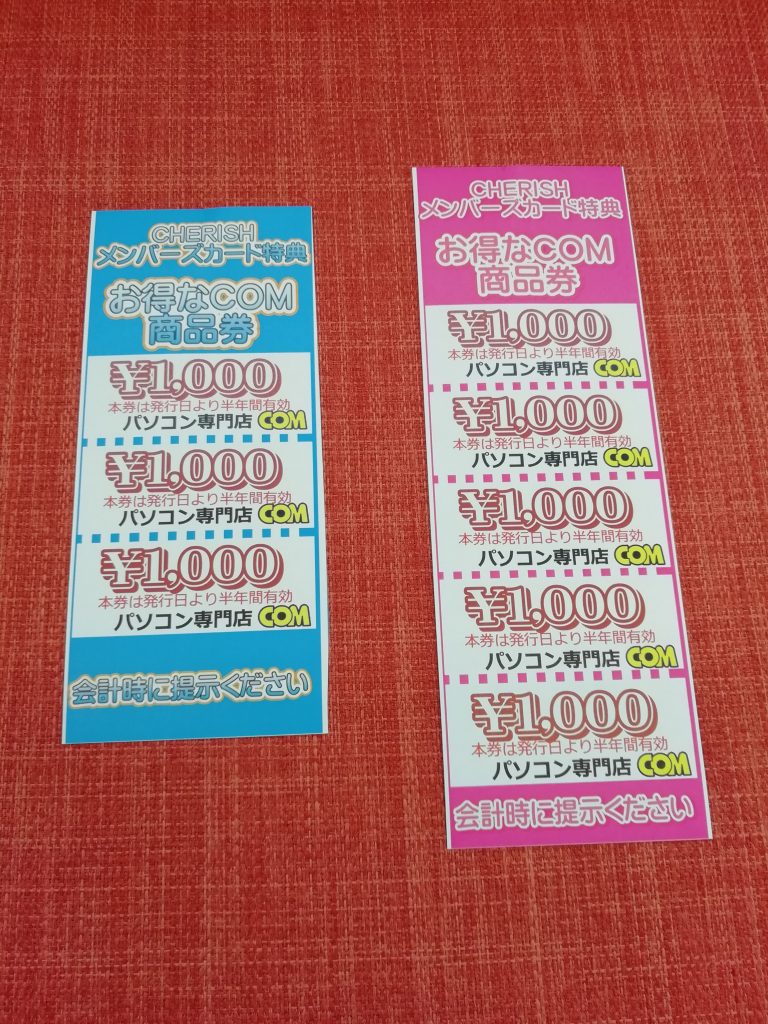 CHERISH
メンバーズカード特典
お得なCOM
商品券
¥1,000
本券は発行日より半年間有効
パソコン専門店 COM
¥1,000
本券は発行日より半年間有効
パソコン専門店 COM
¥1,000
本券は発行日より半年間有効
パソコン専門店 COM
会計時に提示ください
CHERISH
メンバーズカード特典
お得なCOM
商品券
¥1,000
本券は発行日より半年間有効
パソコン専門店 COM
¥1,000
本券は発行日より半年間有効
パソコン専門店 COM
¥1,000
本券は発行日より半年間有効
パソコン専門店 COM
¥1,000
本券は発行日より半年間有効
パソコン専門店 COM
¥1,000
本券は発行日より半年間有効
パソコン専門店 COM
会計時に提示ください